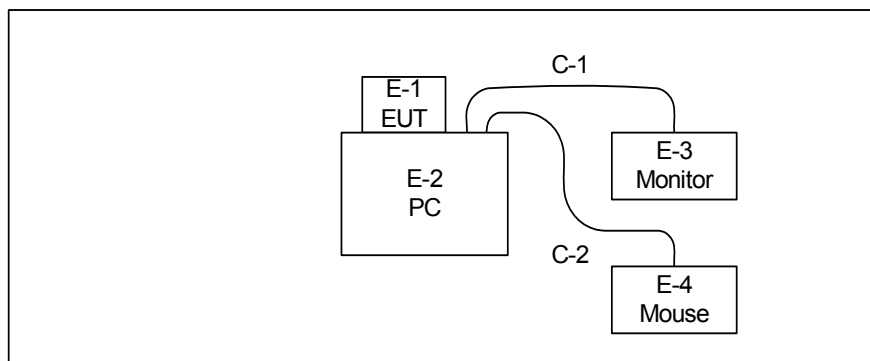 C-1
E-1
EUT
E-3
Monitor
E-2
PC
C-2
E-4
Mouse